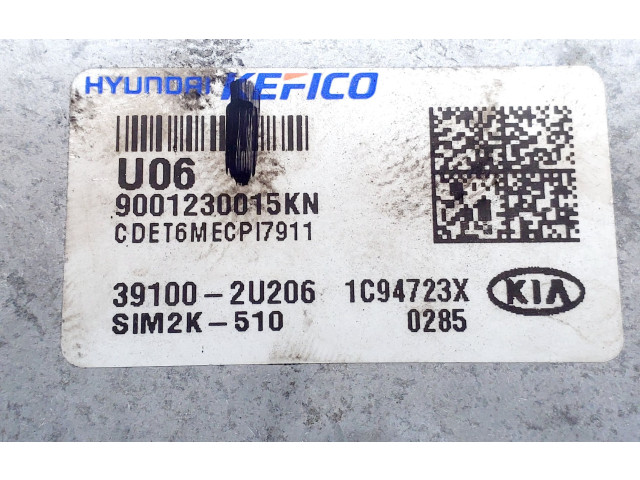 HYUNDAI KEFICO
U06
9001230015KN
CDET6MECPI7911
39100-2U206 1C94723X KIA
SIM2K-510 0285